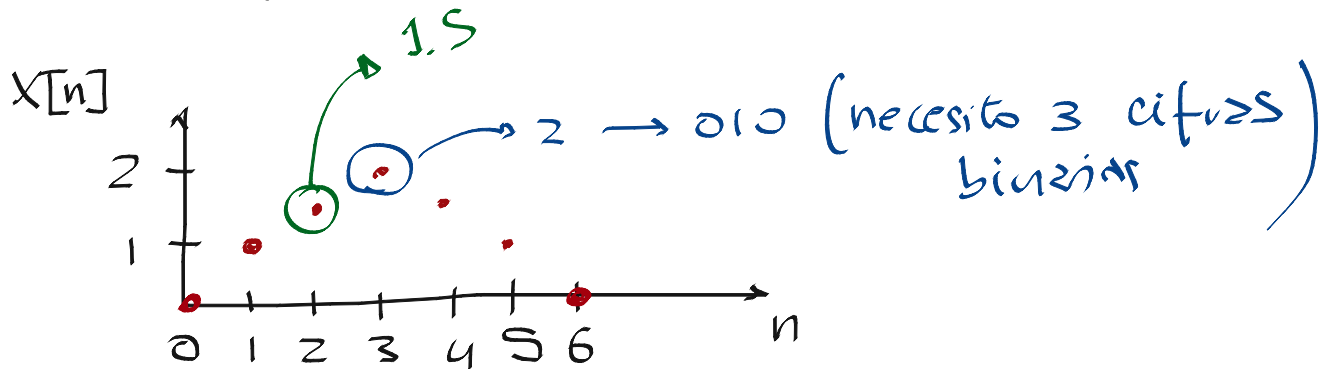 1.5
X[n]
2 → 010 (necesito 3 cifras
binarias)
2
1
0 1 2 3 4 5 6
n